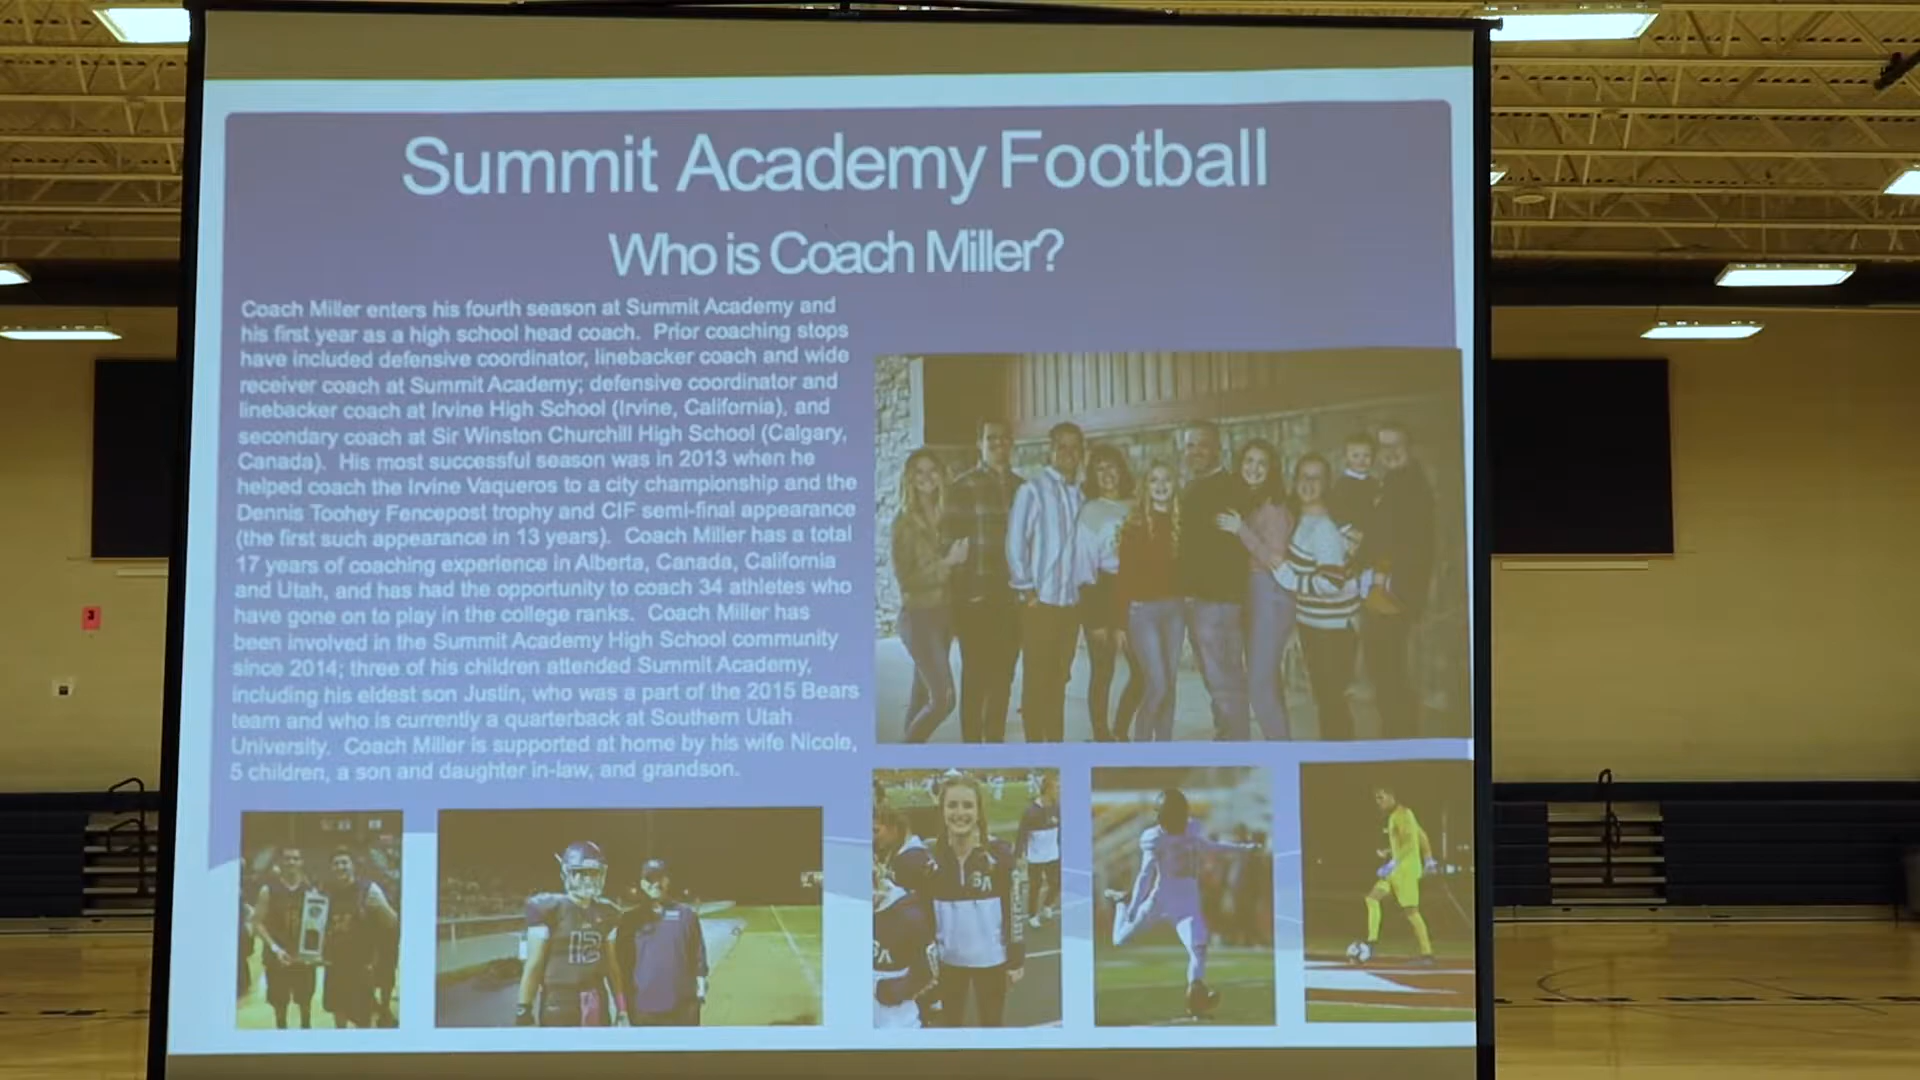 Summit Academy Football
Who is Coach Miller?
Coach Miller enters his fourth season at Summit Academy and
his first year as a high school head coach. Prior coaching stops
have included defensive coordinator, linebacker coach and wide
receiver coach at Summit Academy; defensive coordinator and
linebacker coach at Irvine High School (Irvine, California), and
secondary coach at Sir Winston Churchill High School (Calgary,
Canada). His most successful season was in 2013 when he
helped coach the Irvine Vaqueros to a city championship and the
Dennis Toohey Fencepost trophy and CIF semi-final appearance
(the first such appearance in 13 years). Coach Miller has a total
17 years of coaching experience in Alberta, Canada, California
and Utah, and has had the opportunity to coach 34 athletes who
have gone on to play in the college ranks. Coach Miller has
been involved in the Summit Academy High School community
since 2014; three of his children attended Summit Academy,
including his eldest son Justin, who was a part of the 2015 Bears
team and who is currently a quarterback at Southern Utah
University. Coach Miller is supported at home by his wife Nicole,
5 children, a son and daughter in-law, and grandson.
3
12
SA
SA